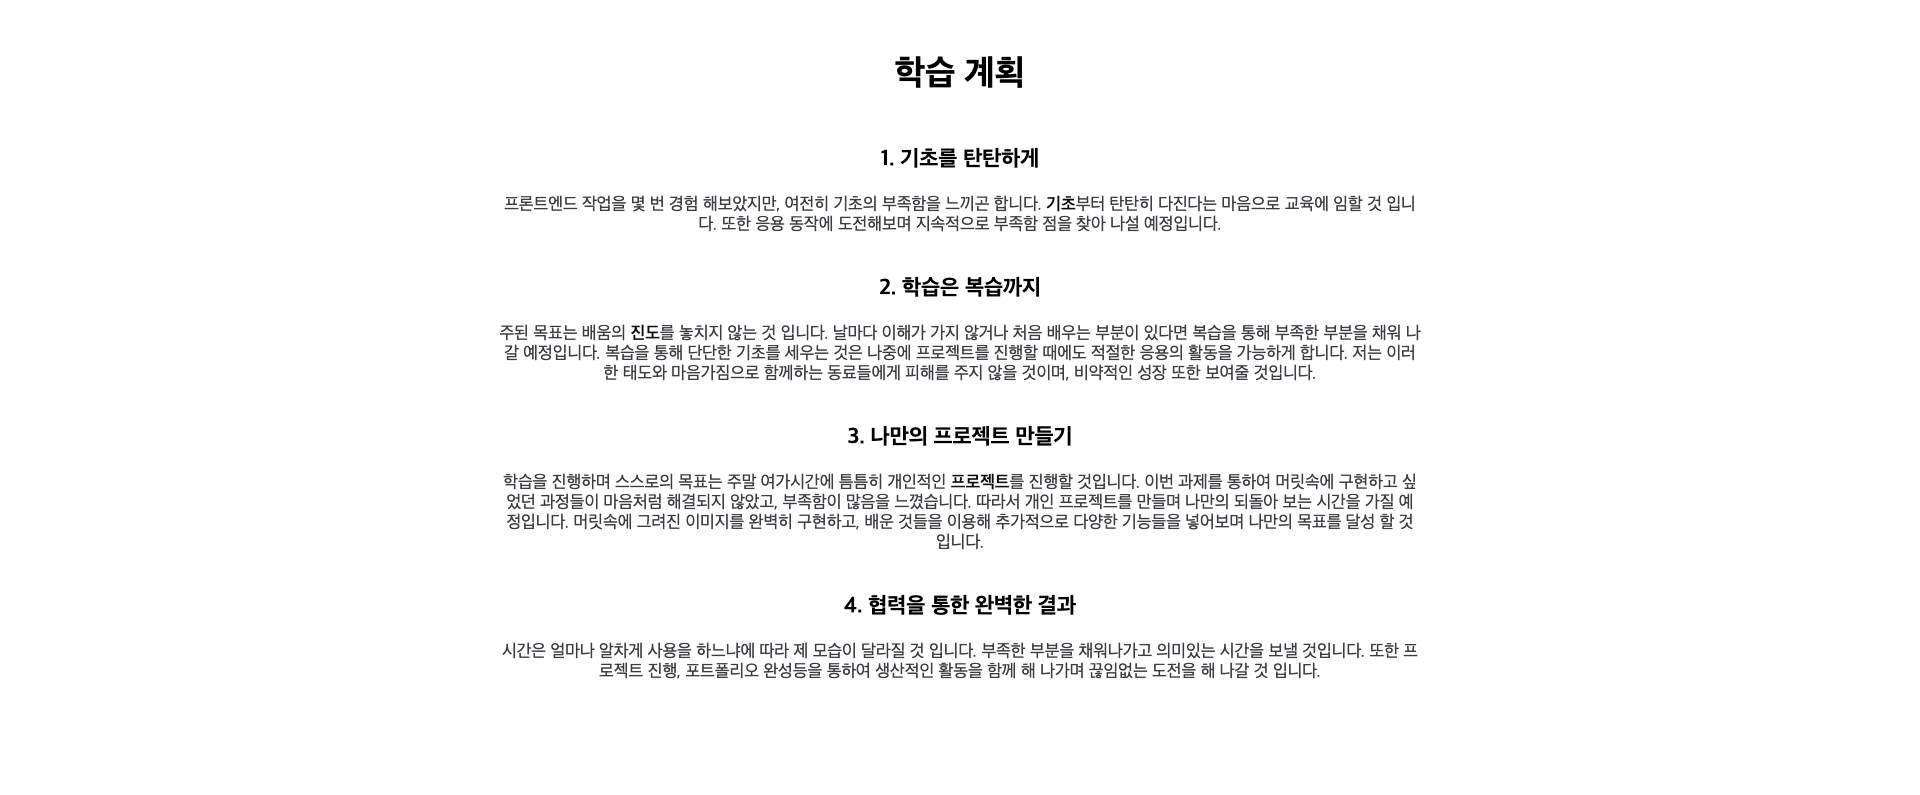 학습 계획
1. 기초를 탄탄하게
프론트엔드 작업을 몇 번 경험 해보았지만, 여전히 기초의 부족함을 느끼곤 합니다. 기초부터 탄탄히 다진다는 마음으로 교육에 임할 것 입니
다. 또한 응용 동작에 도전해보며 지속적으로 부족함 점을 찾아 나설 예정입니다.
2. 학습은 복습까지
주된 목표는 배움의 진도를 놓치지 않는 것 입니다. 날마다 이해가 가지 않거나 처음 배우는 부분이 있다면 복습을 통해 부족한 부분을 채워 나
갈 예정입니다. 복습을 통해 단단한 기초를 세우는 것은 나중에 프로젝트를 진행할 때에도 적절한 응용의 활동을 가능하게 합니다. 저는 이러
한 태도와 마음가짐으로 함께하는 동료들에게 피해를 주지 않을 것이며, 비약적인 성장 또한 보여줄 것입니다.
3. 나만의 프로젝트 만들기
학습을 진행하며 스스로의 목표는 주말 여가시간에 틈틈히 개인적인 프로젝트를 진행할 것입니다. 이번 과제를 통하여 머릿속에 구현하고 싶
었던 과정들이 마음처럼 해결되지 않았고, 부족함이 많음을 느꼈습니다. 따라서 개인 프로젝트를 만들며 나만의 되돌아 보는 시간을 가질 예
정입니다. 머릿속에 그려진 이미지를 완벽히 구현하고, 배운 것들을 이용해 추가적으로 다양한 기능들을 넣어보며 나만의 목표를 달성 할 것
입니다.
4. 협력을 통한 완벽한 결과
시간은 얼마나 알차게 사용을 하느냐에 따라 제 모습이 달라질 것 입니다. 부족한 부분을 채워나가고 의미있는 시간을 보낼 것입니다. 또한 프
로젝트 진행, 포트폴리오 완성등을 통하여 생산적인 활동을 함께 해 나가며 끊임없는 도전을 해 나갈 것 입니다.